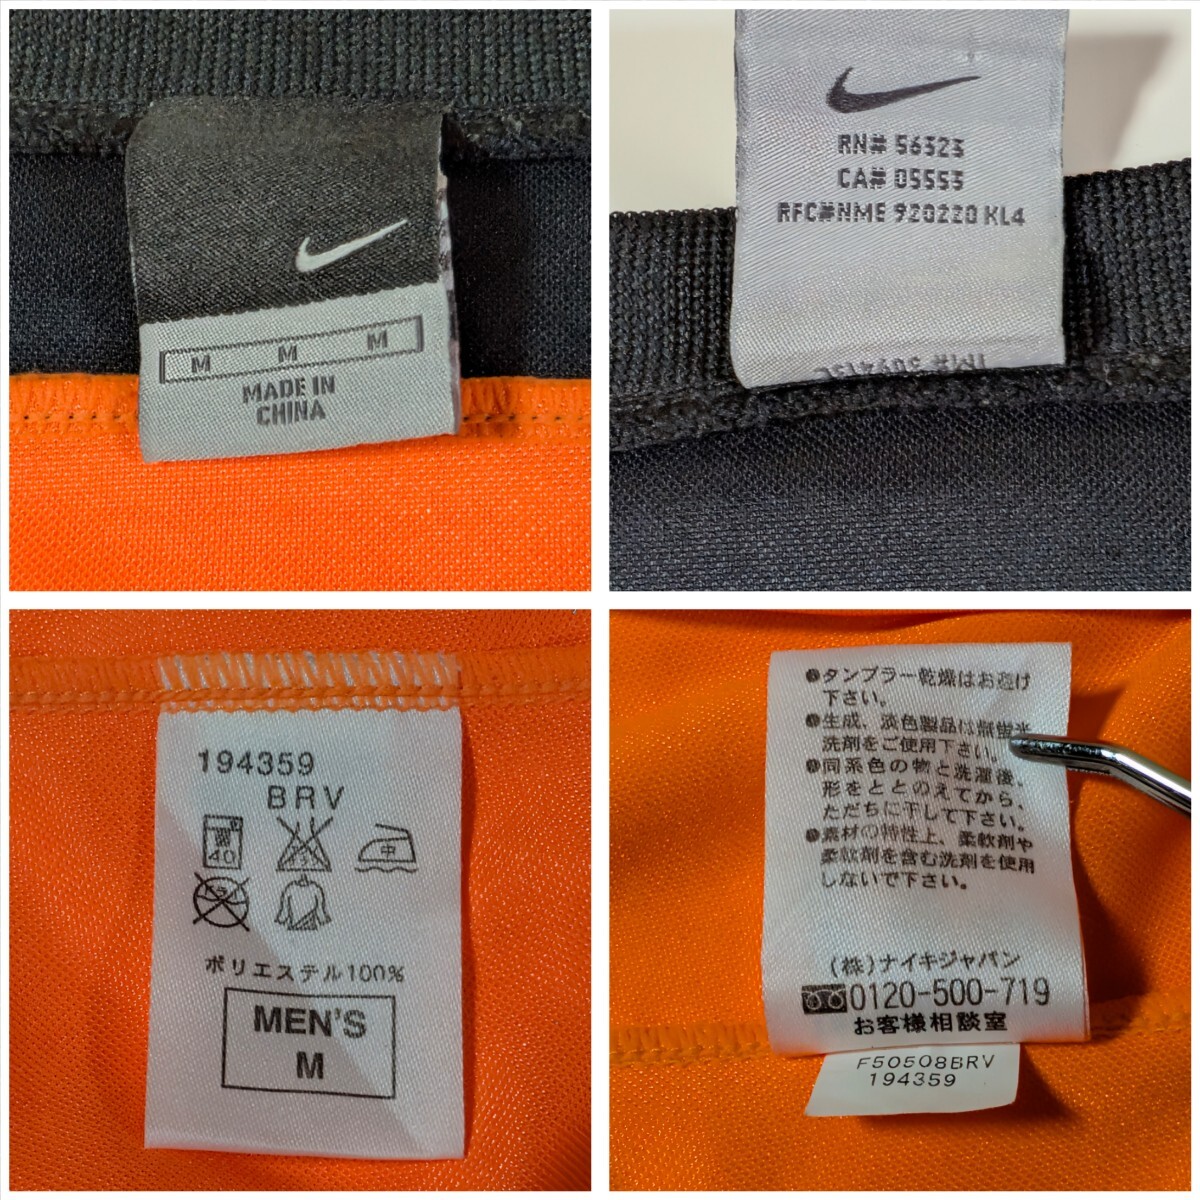 M M M
MADE IN
CHINA
RN# 56323
CA# 05553
RFC#NME 920220 KL4
194359
BRV
40
中
ポリエステル100%
MEN'S
M
●タンブラー乾燥はお避け
下さい。
●生成、淡色製品は無蛍光
洗剤をご使用下さい。
●同系色の物と洗濯後、
形をととのえてから、
ただちに干して下さい。
●素材の特性上、柔軟剤や
柔軟剤を含む洗剤を使用
しないで下さい。
(株)ナイキジャパン
0120-500-719
お客様相談室
F50508BRV
194359